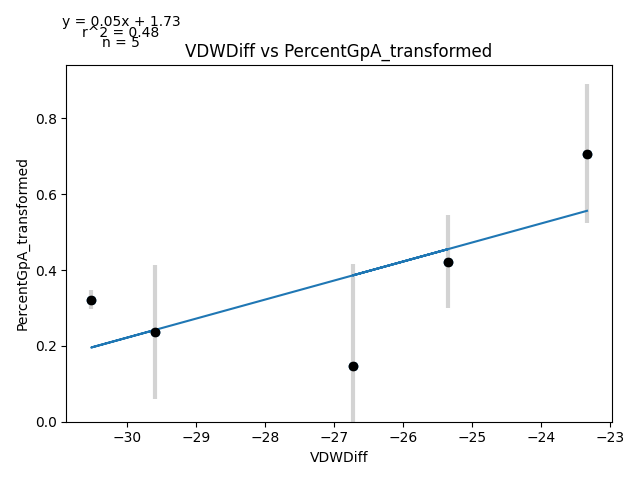 y = 0.05x + 1.73
r^2 = 0.48
n = 5
VDWDiff vs PercentGpA_transformed
PercentGpA_transformed
0.8
0.6
0.4
0.2
0.0
−30
−29
−28
−27
−26
−25
−24
−23
VDWDiff